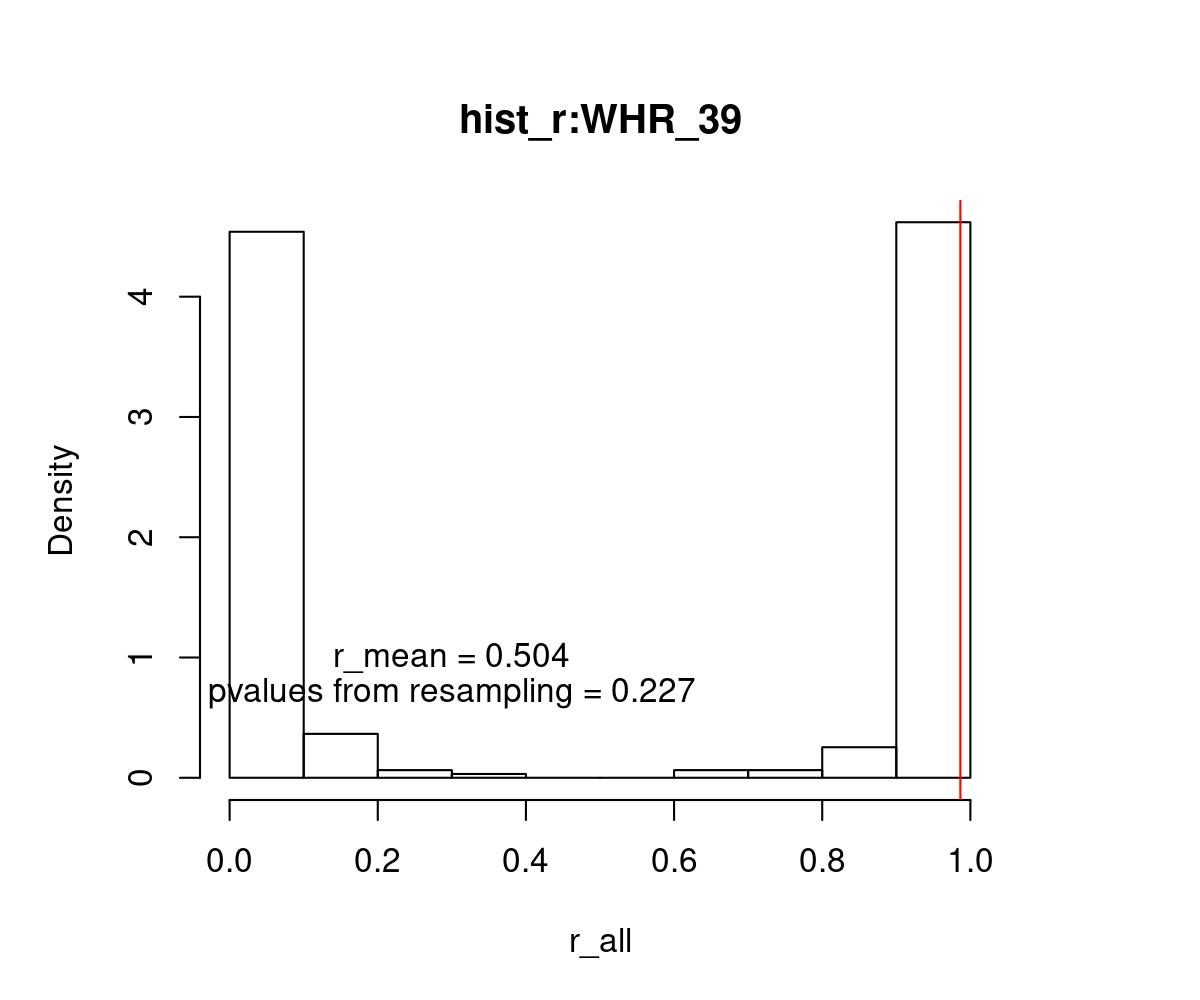 hist_r:WHR_39
Density
4
3
2
1
0
r_mean = 0.504
pvalues from resampling = 0.227
0.0 0.2 0.4 0.6 0.8 1.0
r_all